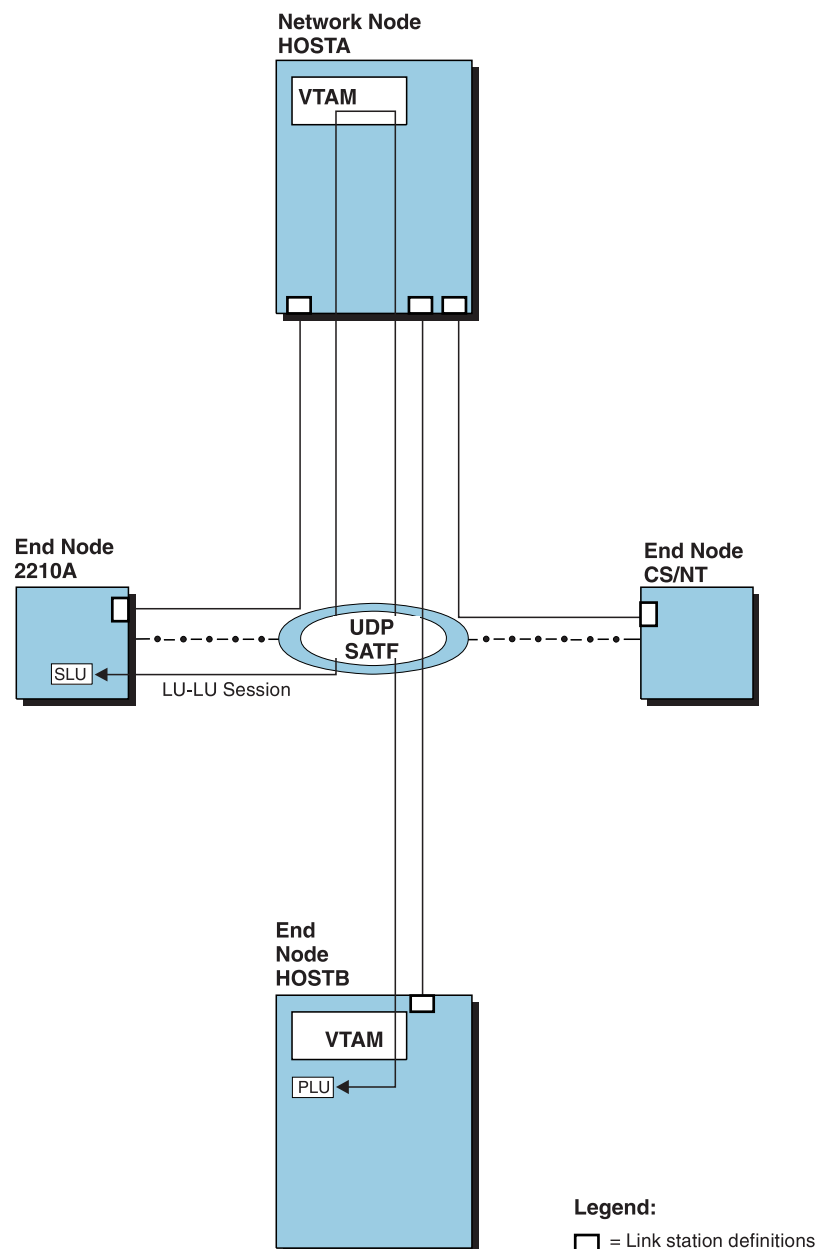 Network Node
HOSTA
VTAM
End Node
2210A
End Node
CS/NT
UDP
SATF
SLU
LU-LU Session
End
Node
HOSTB
VTAM
PLU
Legend:
= Link station definitions